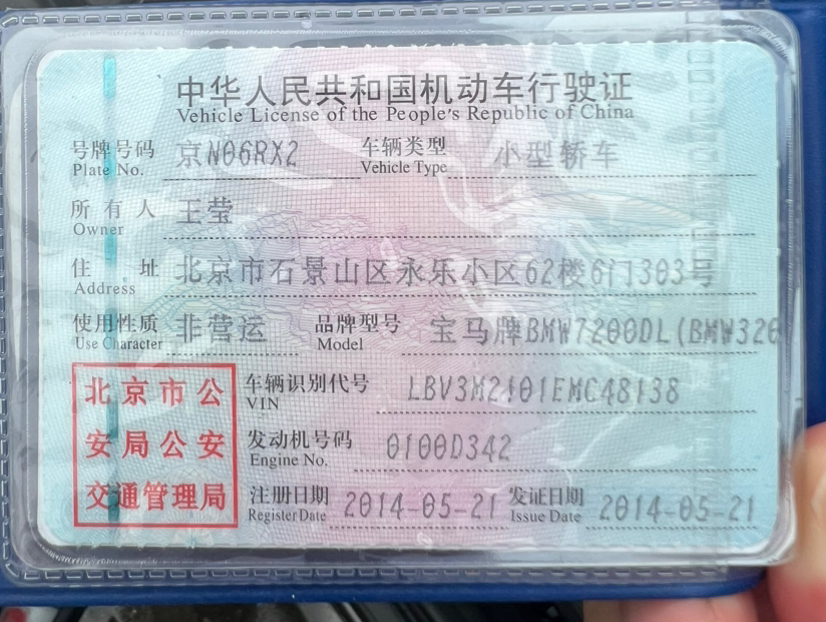 中华人民共和国机动车行驶证
Vehicle License of the People's Republic of China
号牌号码 京N06RX2 车辆类型 小型轿车
Plate No. Vehicle Type
所有人 王莹
Owner
住址 北京市石景山区永乐小区62楼6门303号
Address
使用性质 非营运 品牌型号 宝马牌BMW7200DL(BMW320
Use Character Model
北京市公
安局公安
交通管理局
车辆识别代号 LBV3M2101EMC48138
VIN
发动机号码 0100D342
Engine No.
注册日期 2014-05-21 发证日期 2014-05-21
Register Date Issue Date